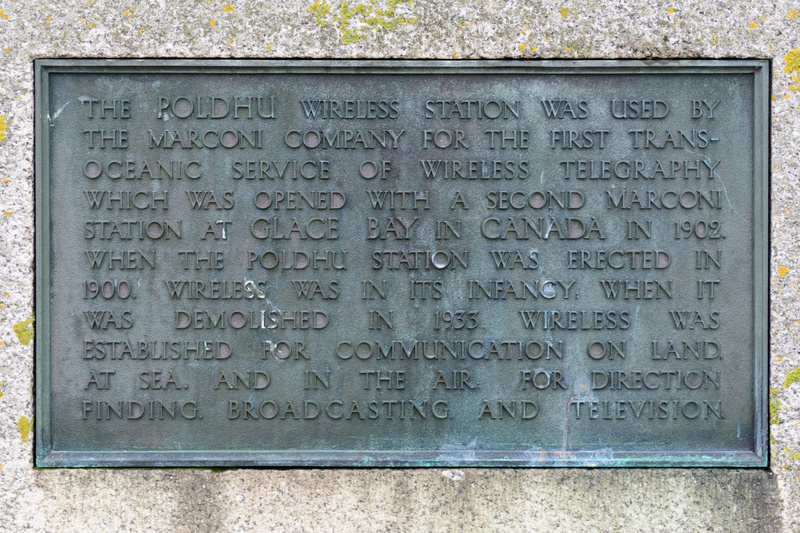 THE POLDHU WIRELESS STATION WAS USED BY
THE MARCONI COMPANY FOR THE FIRST TRANS-
OCEANIC SERVICE OF WIRELESS TELEGRAPHY
WHICH WAS OPENED WITH A SECOND MARCONI
STATION AT GLACE BAY IN CANADA IN 1902.
WHEN THE POLDHU STATION WAS ERECTED IN
1900, WIRELESS WAS IN ITS INFANCY, WHEN IT
WAS DEMOLISHED IN 1933 WIRELESS WAS
ESTABLISHED FOR COMMUNICATION ON LAND,
AT SEA, AND IN THE AIR, FOR DIRECTION
FINDING, BROADCASTING, AND TELEVISION.